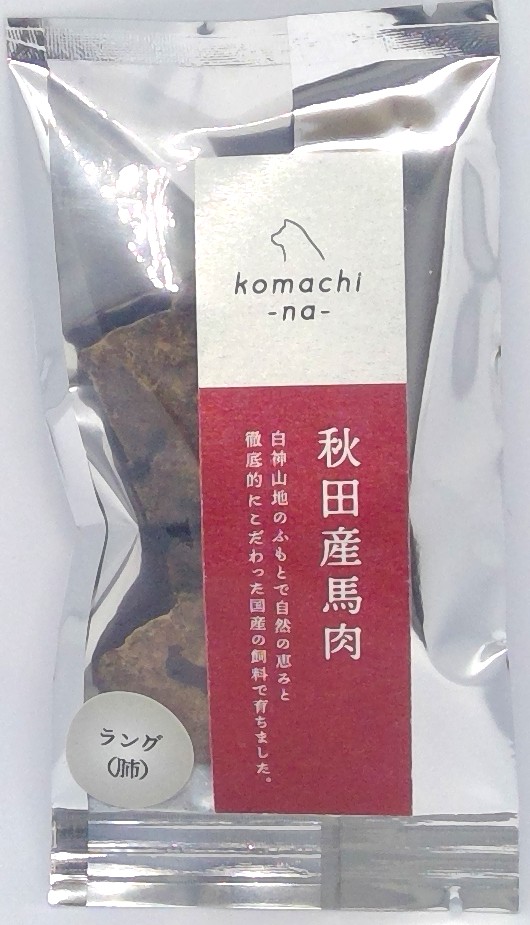 komachi
-na-
秋田産馬肉
白神山地のふもとで自然の恵みと
徹底的にこだわった国産の飼料で育ちました。
ラング
(肺)